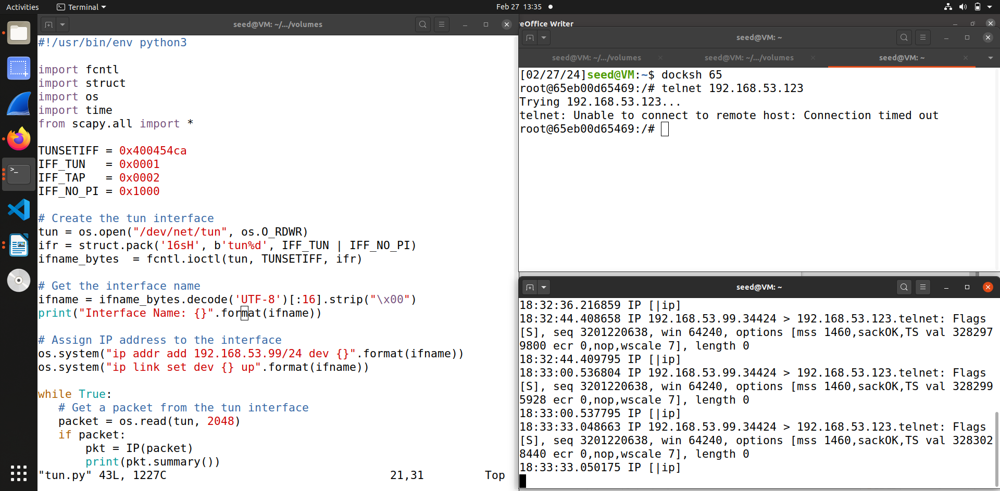 Activities
Terminal
Feb 27 13:35
seed@VM: ~/.../volumes
#!/usr/bin/env python3
import fcntl
import struct
import os
import time
from scapy.all import *
TUNSETIFF = 0x400454ca
IFF_TUN   = 0x0001
IFF_TAP   = 0x0002
IFF_NO_PI = 0x1000
# Create the tun interface
tun = os.open("/dev/net/tun", os.O_RDWR)
ifr = struct.pack('16sH', b'tun%d', IFF_TUN | IFF_NO_PI)
ifname_bytes  = fcntl.ioctl(tun, TUNSETIFF, ifr)
# Get the interface name
ifname = ifname_bytes.decode('UTF-8')[:16].strip("\x00")
print("Interface Name: {}".format(ifname))
# Assign IP address to the interface
os.system("ip addr add 192.168.53.99/24 dev {}".format(ifname))
os.system("ip link set dev {} up".format(ifname))
while True:
   # Get a packet from the tun interface
   packet = os.read(tun, 2048)
   if packet:
       pkt = IP(packet)
       print(pkt.summary())
"tun.py" 43L, 1227C 21,31 Top
reOffice Writer
seed@VM: ~
seed@VM: ~/.../volumes
seed@VM: ~/.../volumes
seed@VM: ~
[02/27/24]seed@VM:~$ docksh 65
root@65eb00d65469:/# telnet 192.168.53.123
Trying 192.168.53.123...
telnet: Unable to connect to remote host: Connection timed out
root@65eb00d65469:/#
seed@VM: ~
18:32:36.216859 IP [|ip]
18:32:44.408658 IP 192.168.53.99.34424 > 192.168.53.123.telnet: Flags
[S], seq 3201220638, win 64240, options [mss 1460,sackOK,TS val 328297
9800 ecr 0,nop,wscale 7], length 0
18:32:44.409795 IP [|ip]
18:33:00.536804 IP 192.168.53.99.34424 > 192.168.53.123.telnet: Flags
[S], seq 3201220638, win 64240, options [mss 1460,sackOK,TS val 328299
5928 ecr 0,nop,wscale 7], length 0
18:33:00.537795 IP [|ip]
18:33:33.048663 IP 192.168.53.99.34424 > 192.168.53.123.telnet: Flags
[S], seq 3201220638, win 64240, options [mss 1460,sackOK,TS val 328302
8440 ecr 0,nop,wscale 7], length 0
18:33:33.050175 IP [|ip]